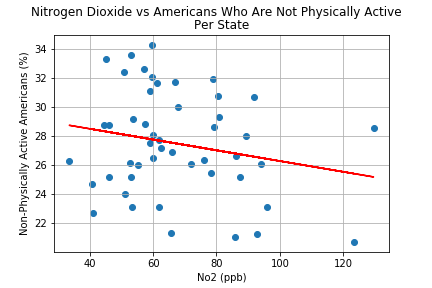 Nitrogen Dioxide vs Americans Who Are Not Physically Active
Per State
Non-Physically Active Americans (%)
34
32
30
28
26
24
22
40 60 80 100 120
No2 (ppb)